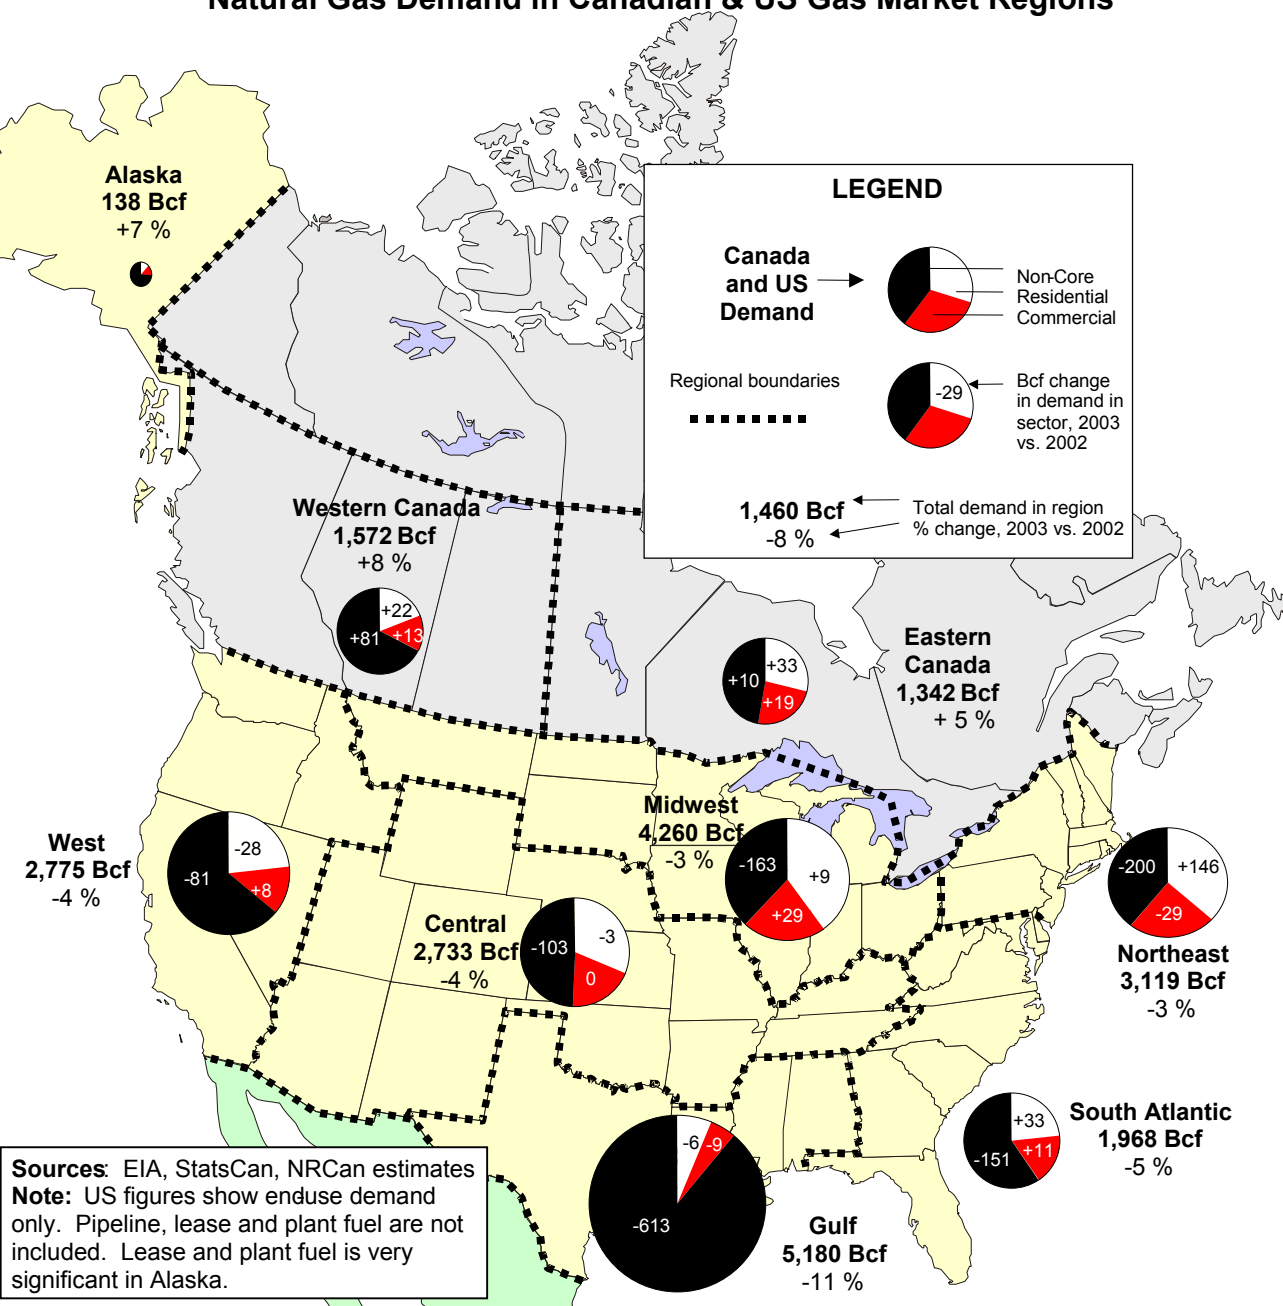 Natural Gas Demand in Canadian & US Gas Market Regions
Alaska
138 Bcf
+7 %
LEGEND
Canada
and US
Demand
Non-Core
Residential
Commercial
Regional boundaries
-29
Bcf change
in demand in
sector, 2003
vs. 2002
1,460 Bcf
-8 %
Total demand in region
% change, 2003 vs. 2002
Western Canada
1,572 Bcf
+8 %
+22
+81
+13
Eastern
Canada
1,342 Bcf
+ 5 %
+33
+10
+19
West
2,775 Bcf
-4 %
-28
-81
+8
Midwest
4,260 Bcf
-3 %
-163
+9
+29
Central
2,733 Bcf
-4 %
-103
-3
0
-200
+146
-29
Northeast
3,119 Bcf
-3 %
South Atlantic
1,968 Bcf
-5 %
+33
-151
+11
-6
-9
-613
Gulf
5,180 Bcf
-11 %
Sources: EIA, StatsCan, NRCan estimates
Note: US figures show enduse demand
only. Pipeline, lease and plant fuel are not
included. Lease and plant fuel is very
significant in Alaska.